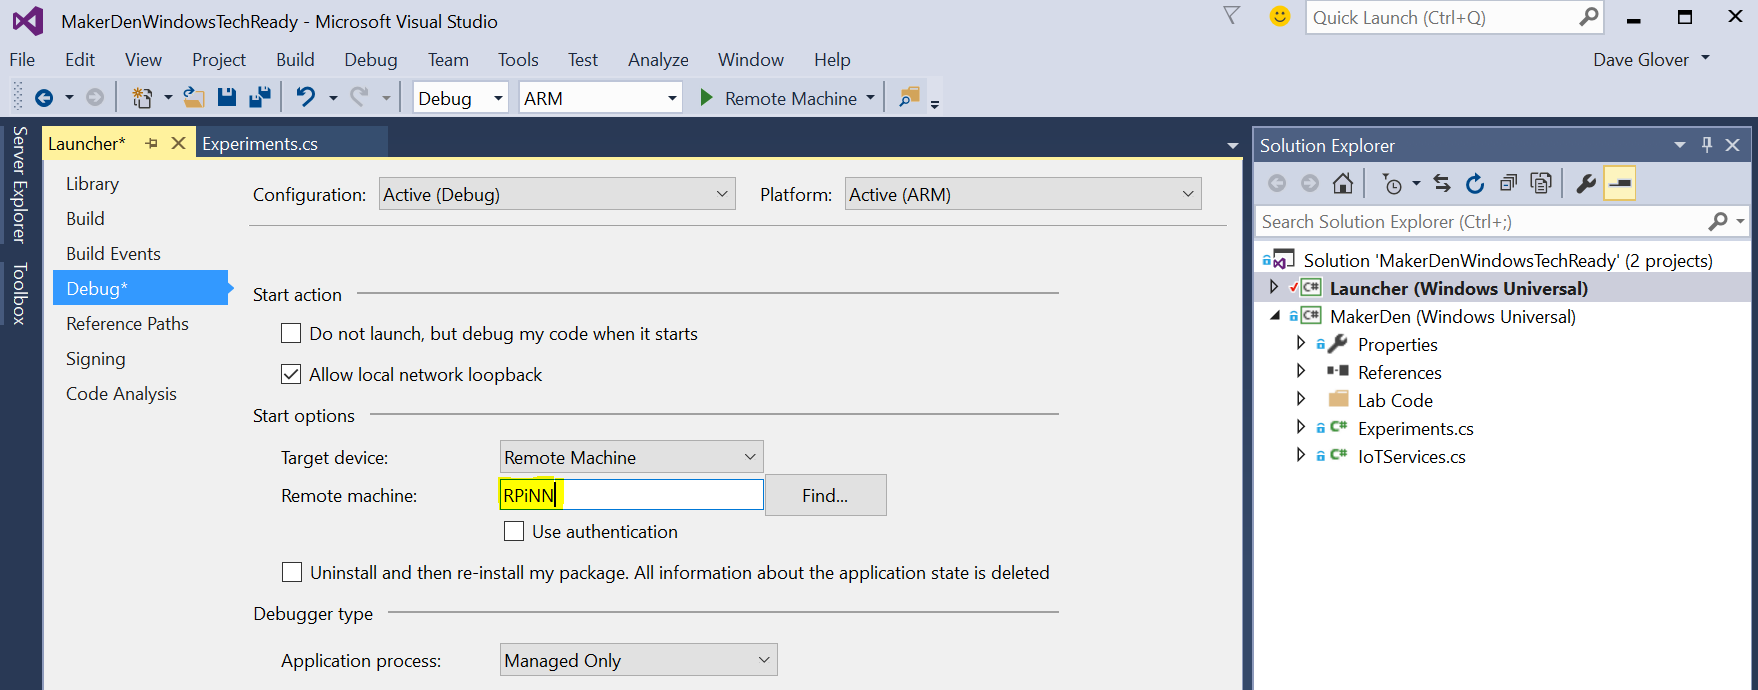 MakerDenWindowsTechReady - Microsoft Visual Studio
Quick Launch (Ctrl+Q)
File Edit View Project Build Debug Team Tools Test Analyze Window Help
Dave Glover
Debug ARM Remote Machine
Server Explorer
Toolbox
Launcher* Experiments.cs
Library
Build
Build Events
Debug*
Reference Paths
Signing
Code Analysis
Configuration: Active (Debug) Platform: Active (ARM)
Start action
Do not launch, but debug my code when it starts
Allow local network loopback
Start options
Target device: Remote Machine
Remote machine: RPiNN Find...
Use authentication
Uninstall and then re-install my package. All information about the application state is deleted
Debugger type
Application process: Managed Only
Solution Explorer
Search Solution Explorer (Ctrl+;)
Solution 'MakerDenWindowsTechReady' (2 projects)
C# Launcher (Windows Universal)
C# MakerDen (Windows Universal)
Properties
References
Lab Code
C# Experiments.cs
C# IoTServices.cs